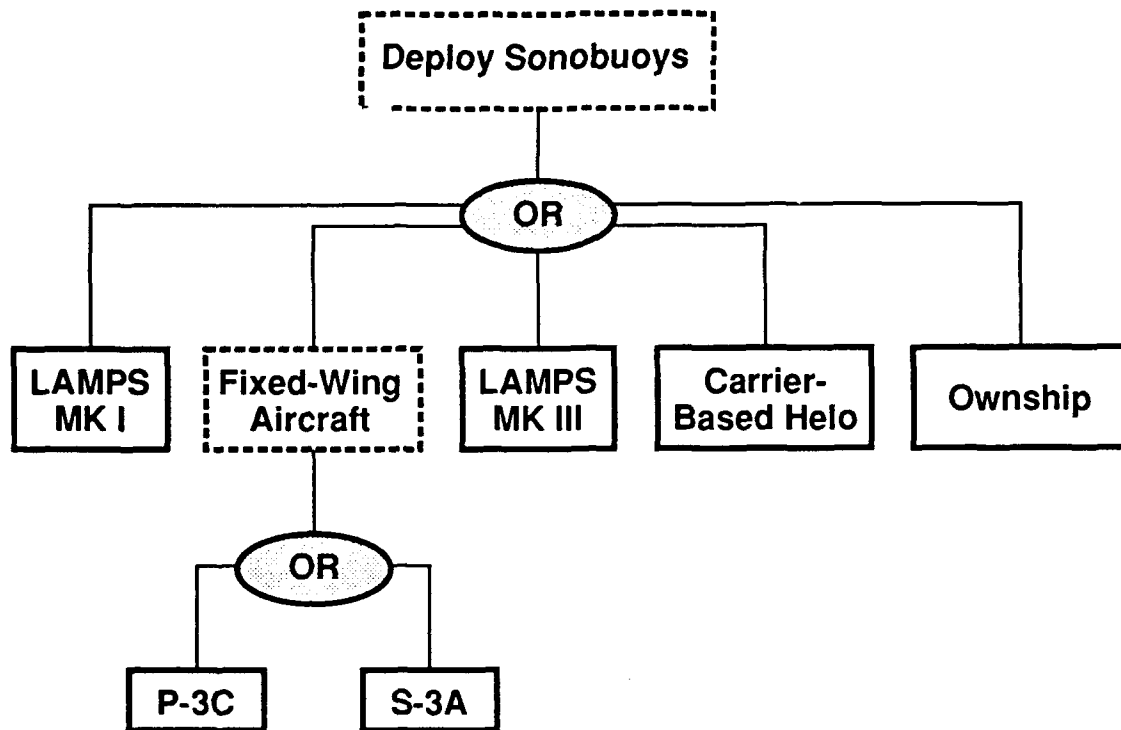 Deploy Sonobuoys
OR
LAMPS
MK I
Fixed-Wing
Aircraft
LAMPS
MK III
Carrier-
Based Helo
Ownship
OR
P-3C
S-3A